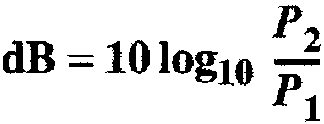 dB = 10 log₁₀ P₂/P₁